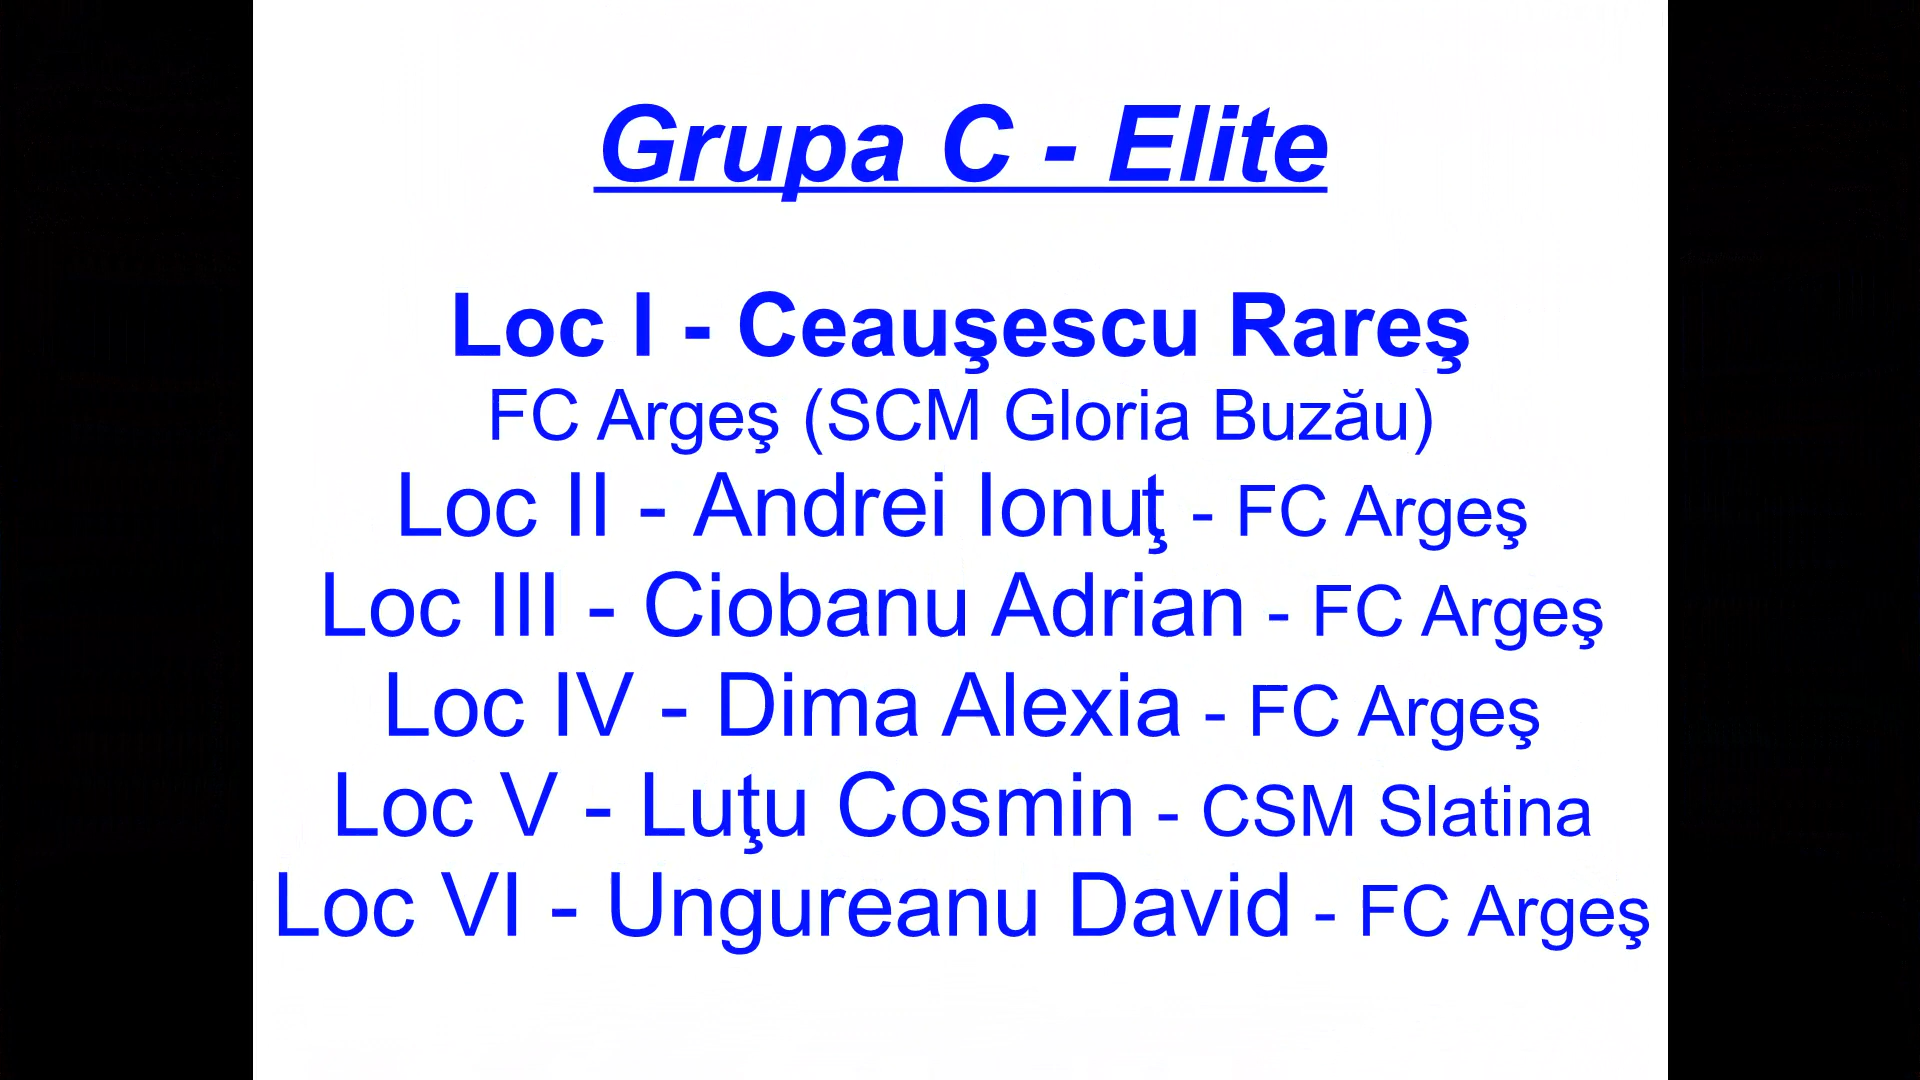 Grupa C - Elite
Loc I - Ceauşescu Rareş
FC Argeş (SCM Gloria Buzău)
Loc II - Andrei Ionuţ - FC Argeş
Loc III - Ciobanu Adrian - FC Argeş
Loc IV - Dima Alexia - FC Argeş
Loc V - Luţu Cosmin - CSM Slatina
Loc VI - Ungureanu David - FC Argeş